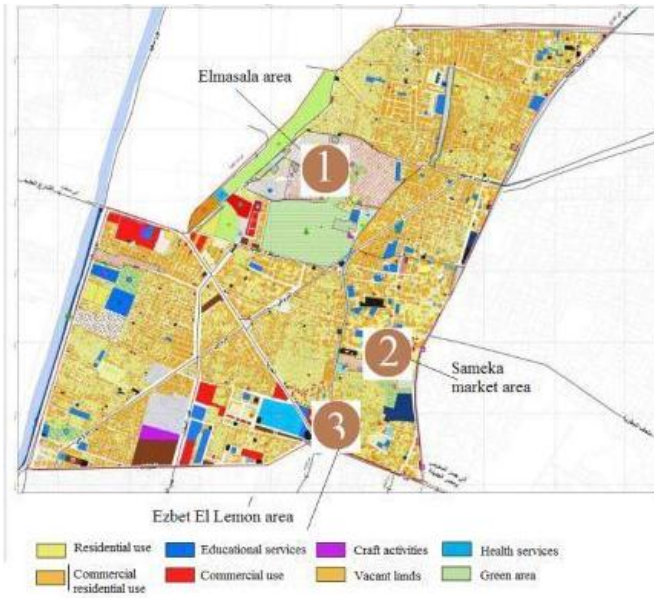 Elmasala area
1
2
Sameka
market area
3
Ezbet El Lemon area
Residential use
Educational services
Craft activities
Health services
Commercial
residential use
Commercial use
Vacant lands
Green area